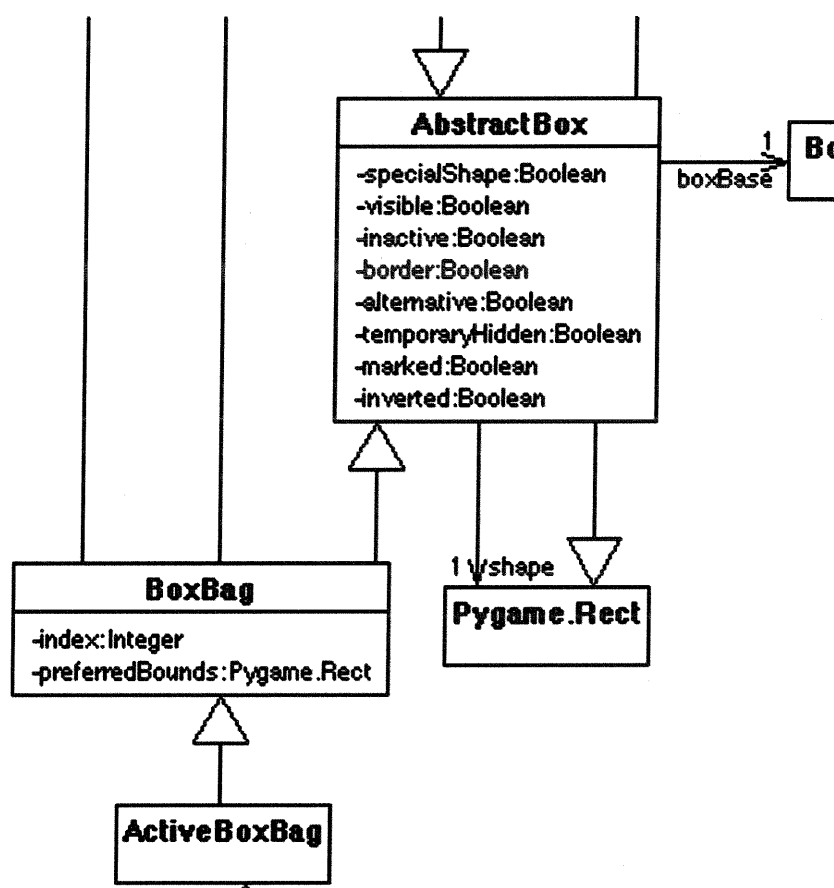 AbstractBox
-specialShape:Boolean
-visible:Boolean
-inactive:Boolean
-border:Boolean
-alternative:Boolean
-temporaryHidden:Boolean
-marked:Boolean
-inverted:Boolean
1
boxBase
BoxBag
-index:Integer
-preferredBounds:Pygame.Rect
1 shape
Pygame.Rect
ActiveBoxBag